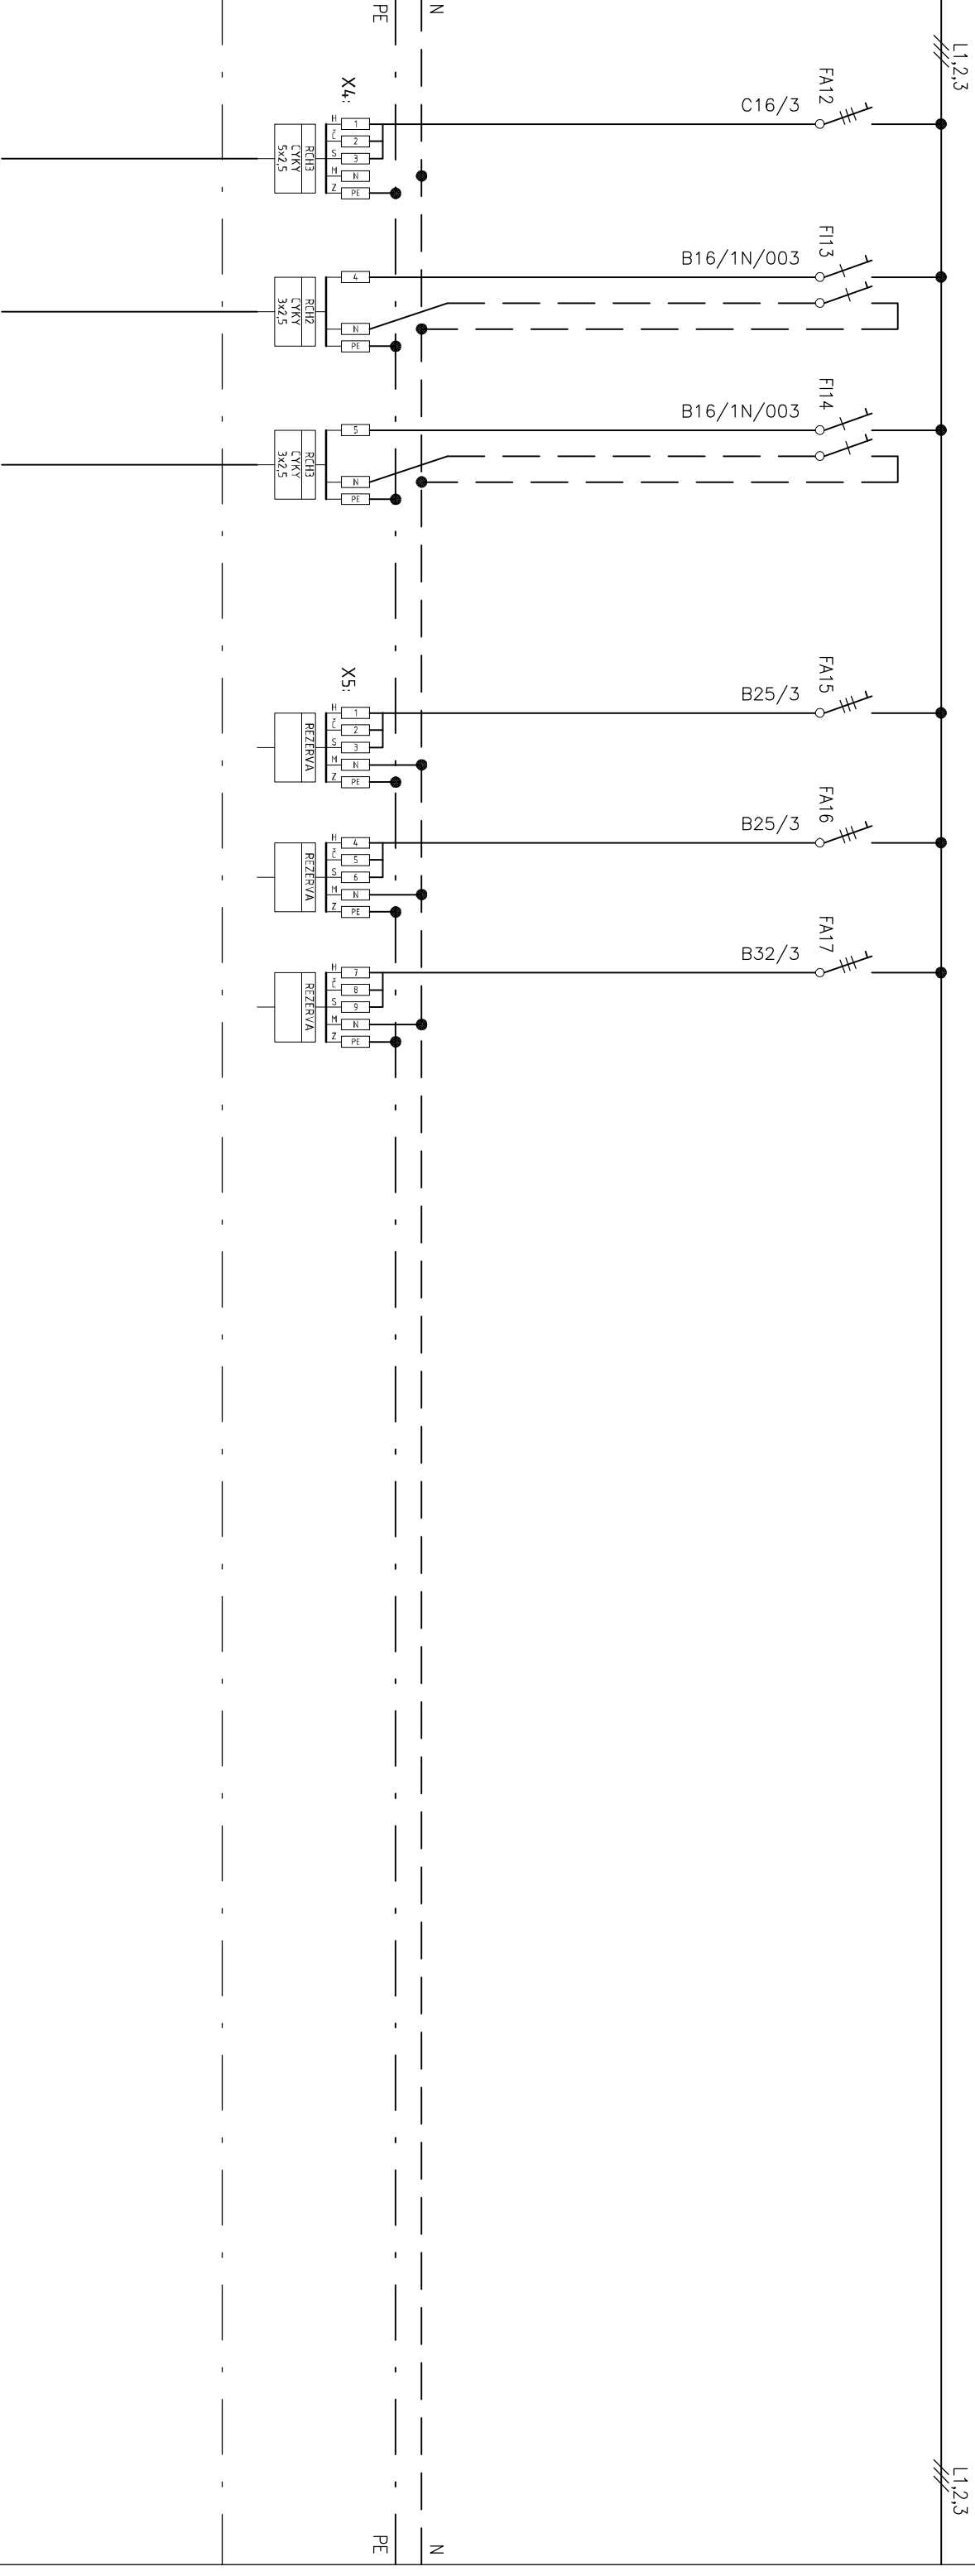 L1,2,3
L1,2,3
FA12
C16/3
FI13
B16/1N/003
FI14
B16/1N/003
FA15
B25/3
FA16
B25/3
FA17
B32/3
N
N
PE
PE
X4:
1
2
3
N
PE
H
Č
S
M
Z
RCH3
CYKY
5x2,5
4
N
PE
RCH2
CYKY
3x2,5
5
N
PE
RCH3
CYKY
3x2,5
X5:
1
2
3
N
PE
H
Č
S
M
Z
REZERVA
4
5
6
N
PE
H
Č
S
M
Z
REZERVA
7
8
9
N
PE
H
Č
S
M
Z
REZERVA